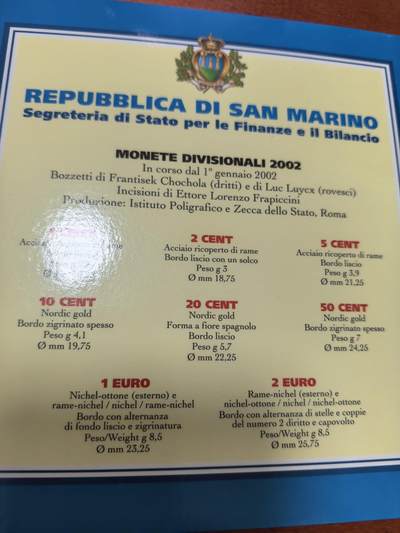 REPUBBLICA DI SAN MARINO
Segreteria di Stato per le Finanze e il Bilancio
MONETE DIVISIONALI 2002
In corso dal 1° gennaio 2002
Bozzetti di Frantisek Chochola (dritti) e di Luc Luycx (rovesci)
Incisioni di Ettore Lorenzo Frapiccini
Produzione: Istituto Poligrafico e Zecca dello Stato, Roma
Acciaio
Ø mm
2 CENT
Acciaio ricoperto di rame
Bordo liscio con un solco
Peso g 3
Ø mm 18,75
5 CENT
Acciaio ricoperto di rame
Bordo liscio
Peso g 3,9
Ø mm 21,25
10 CENT
Nordic gold
Bordo zigrinato spesso
Peso g 4,1
Ø mm 19,75
20 CENT
Nordic gold
Forma a fiore spagnolo
Bordo liscio
Peso g 5,7
Ø mm 22,25
50 CENT
Nordic gold
Bordo zigrinato spesso
Peso g 7
Ø mm 24,25
1 EURO
Nichel-ottone (esterno) e
rame-nichel / nichel / rame-nichel
Bordo con alternanza
di fondo liscio e zigrinatura
Peso/Weight g 8,5
Ø mm 23,25
2 EURO
Rame-nichel (esterno) e
nichel-ottone / nichel / nichel-ottone
Bordo con alternanza di stelle e coppie
del numero 2 diritto e capovolto
Peso/Weight g 8,5
Ø mm 25,75